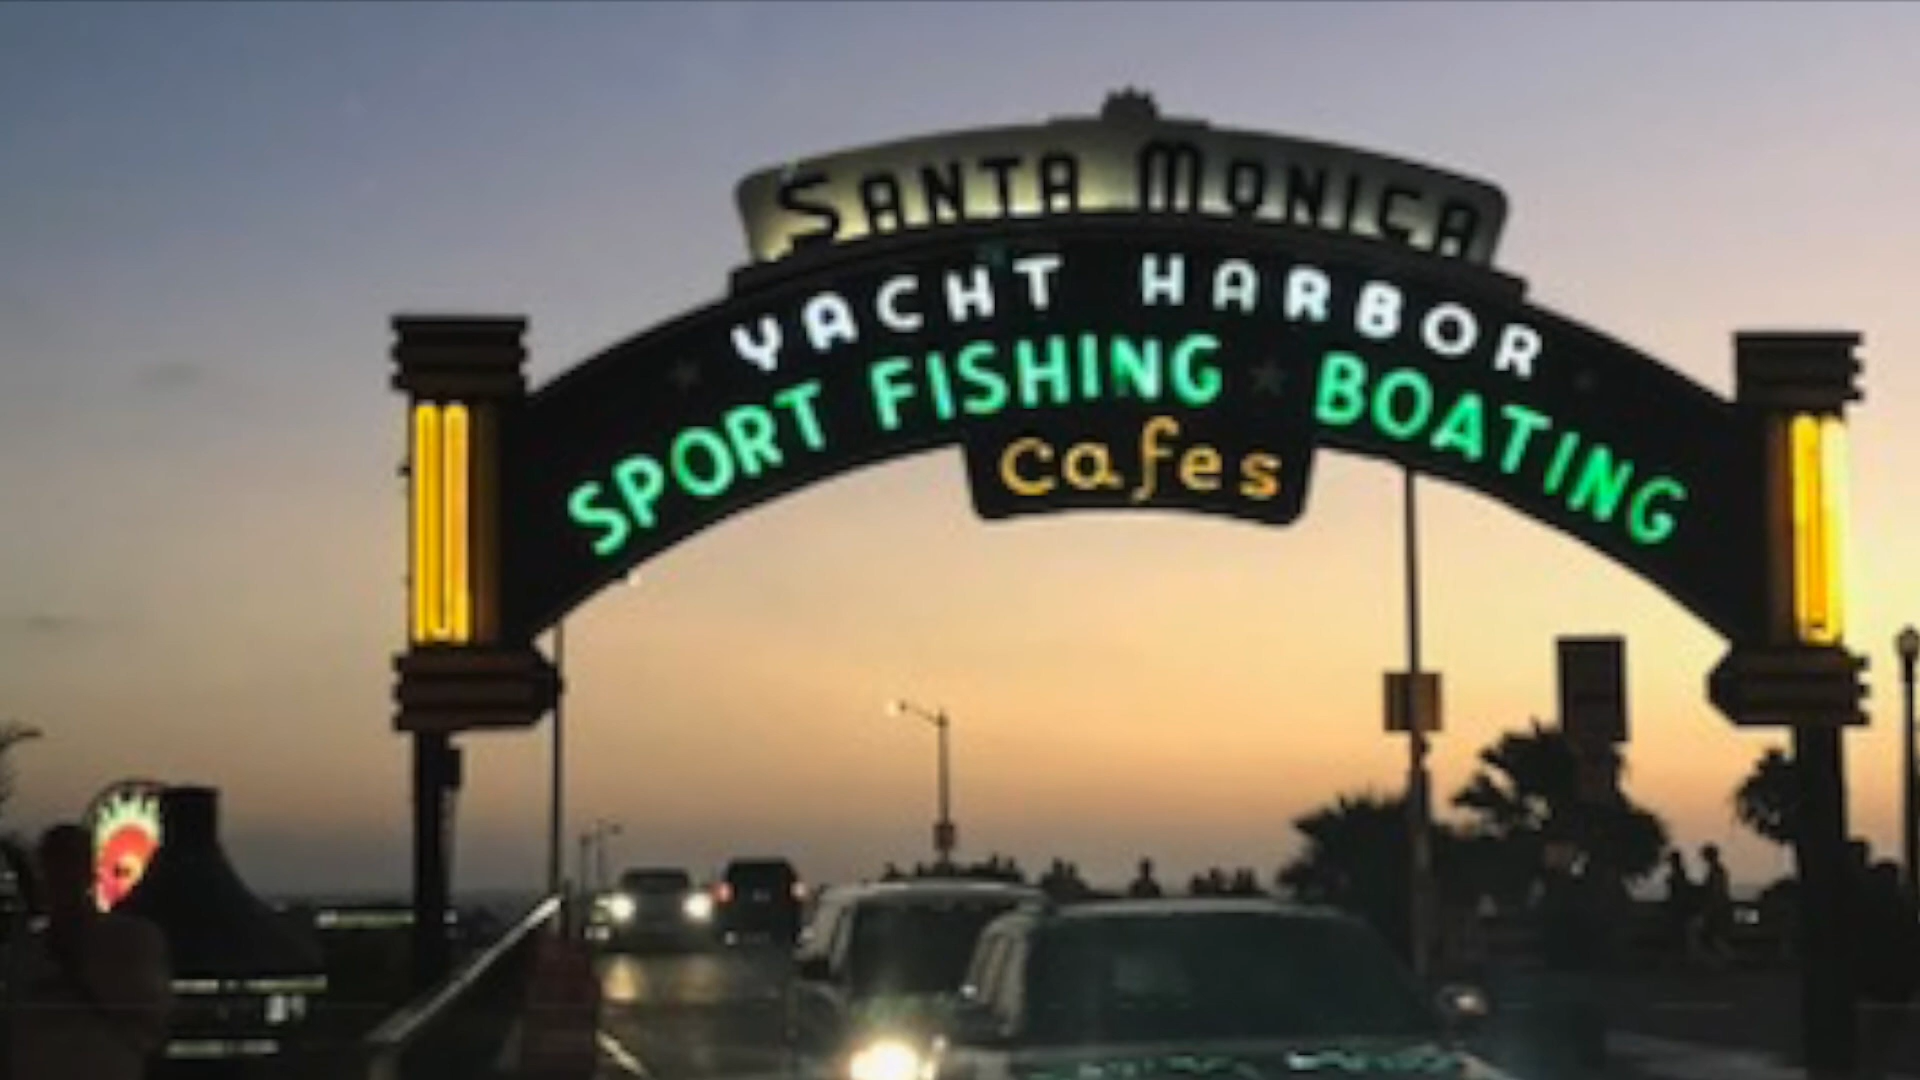 SANTA MONICA
YACHT HARBOR
SPORT FISHING ★ BOATING
cafes